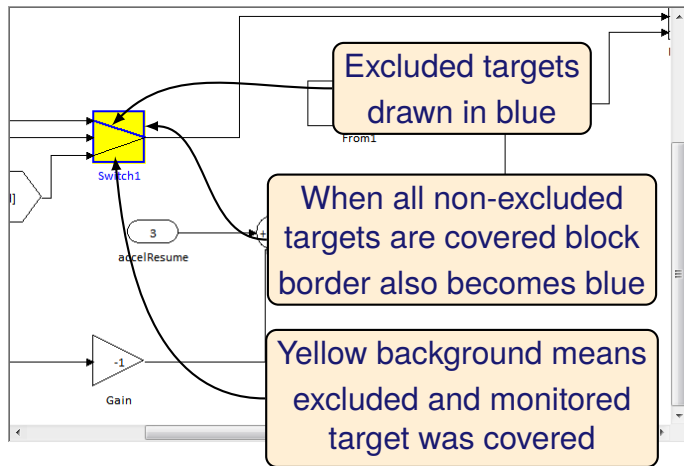 Excluded targets
drawn in blue
From1
Switch1
When all non-excluded
targets are covered block
border also becomes blue
3
accelResume
+
Yellow background means
excluded and monitored
target was covered
-1
Gain